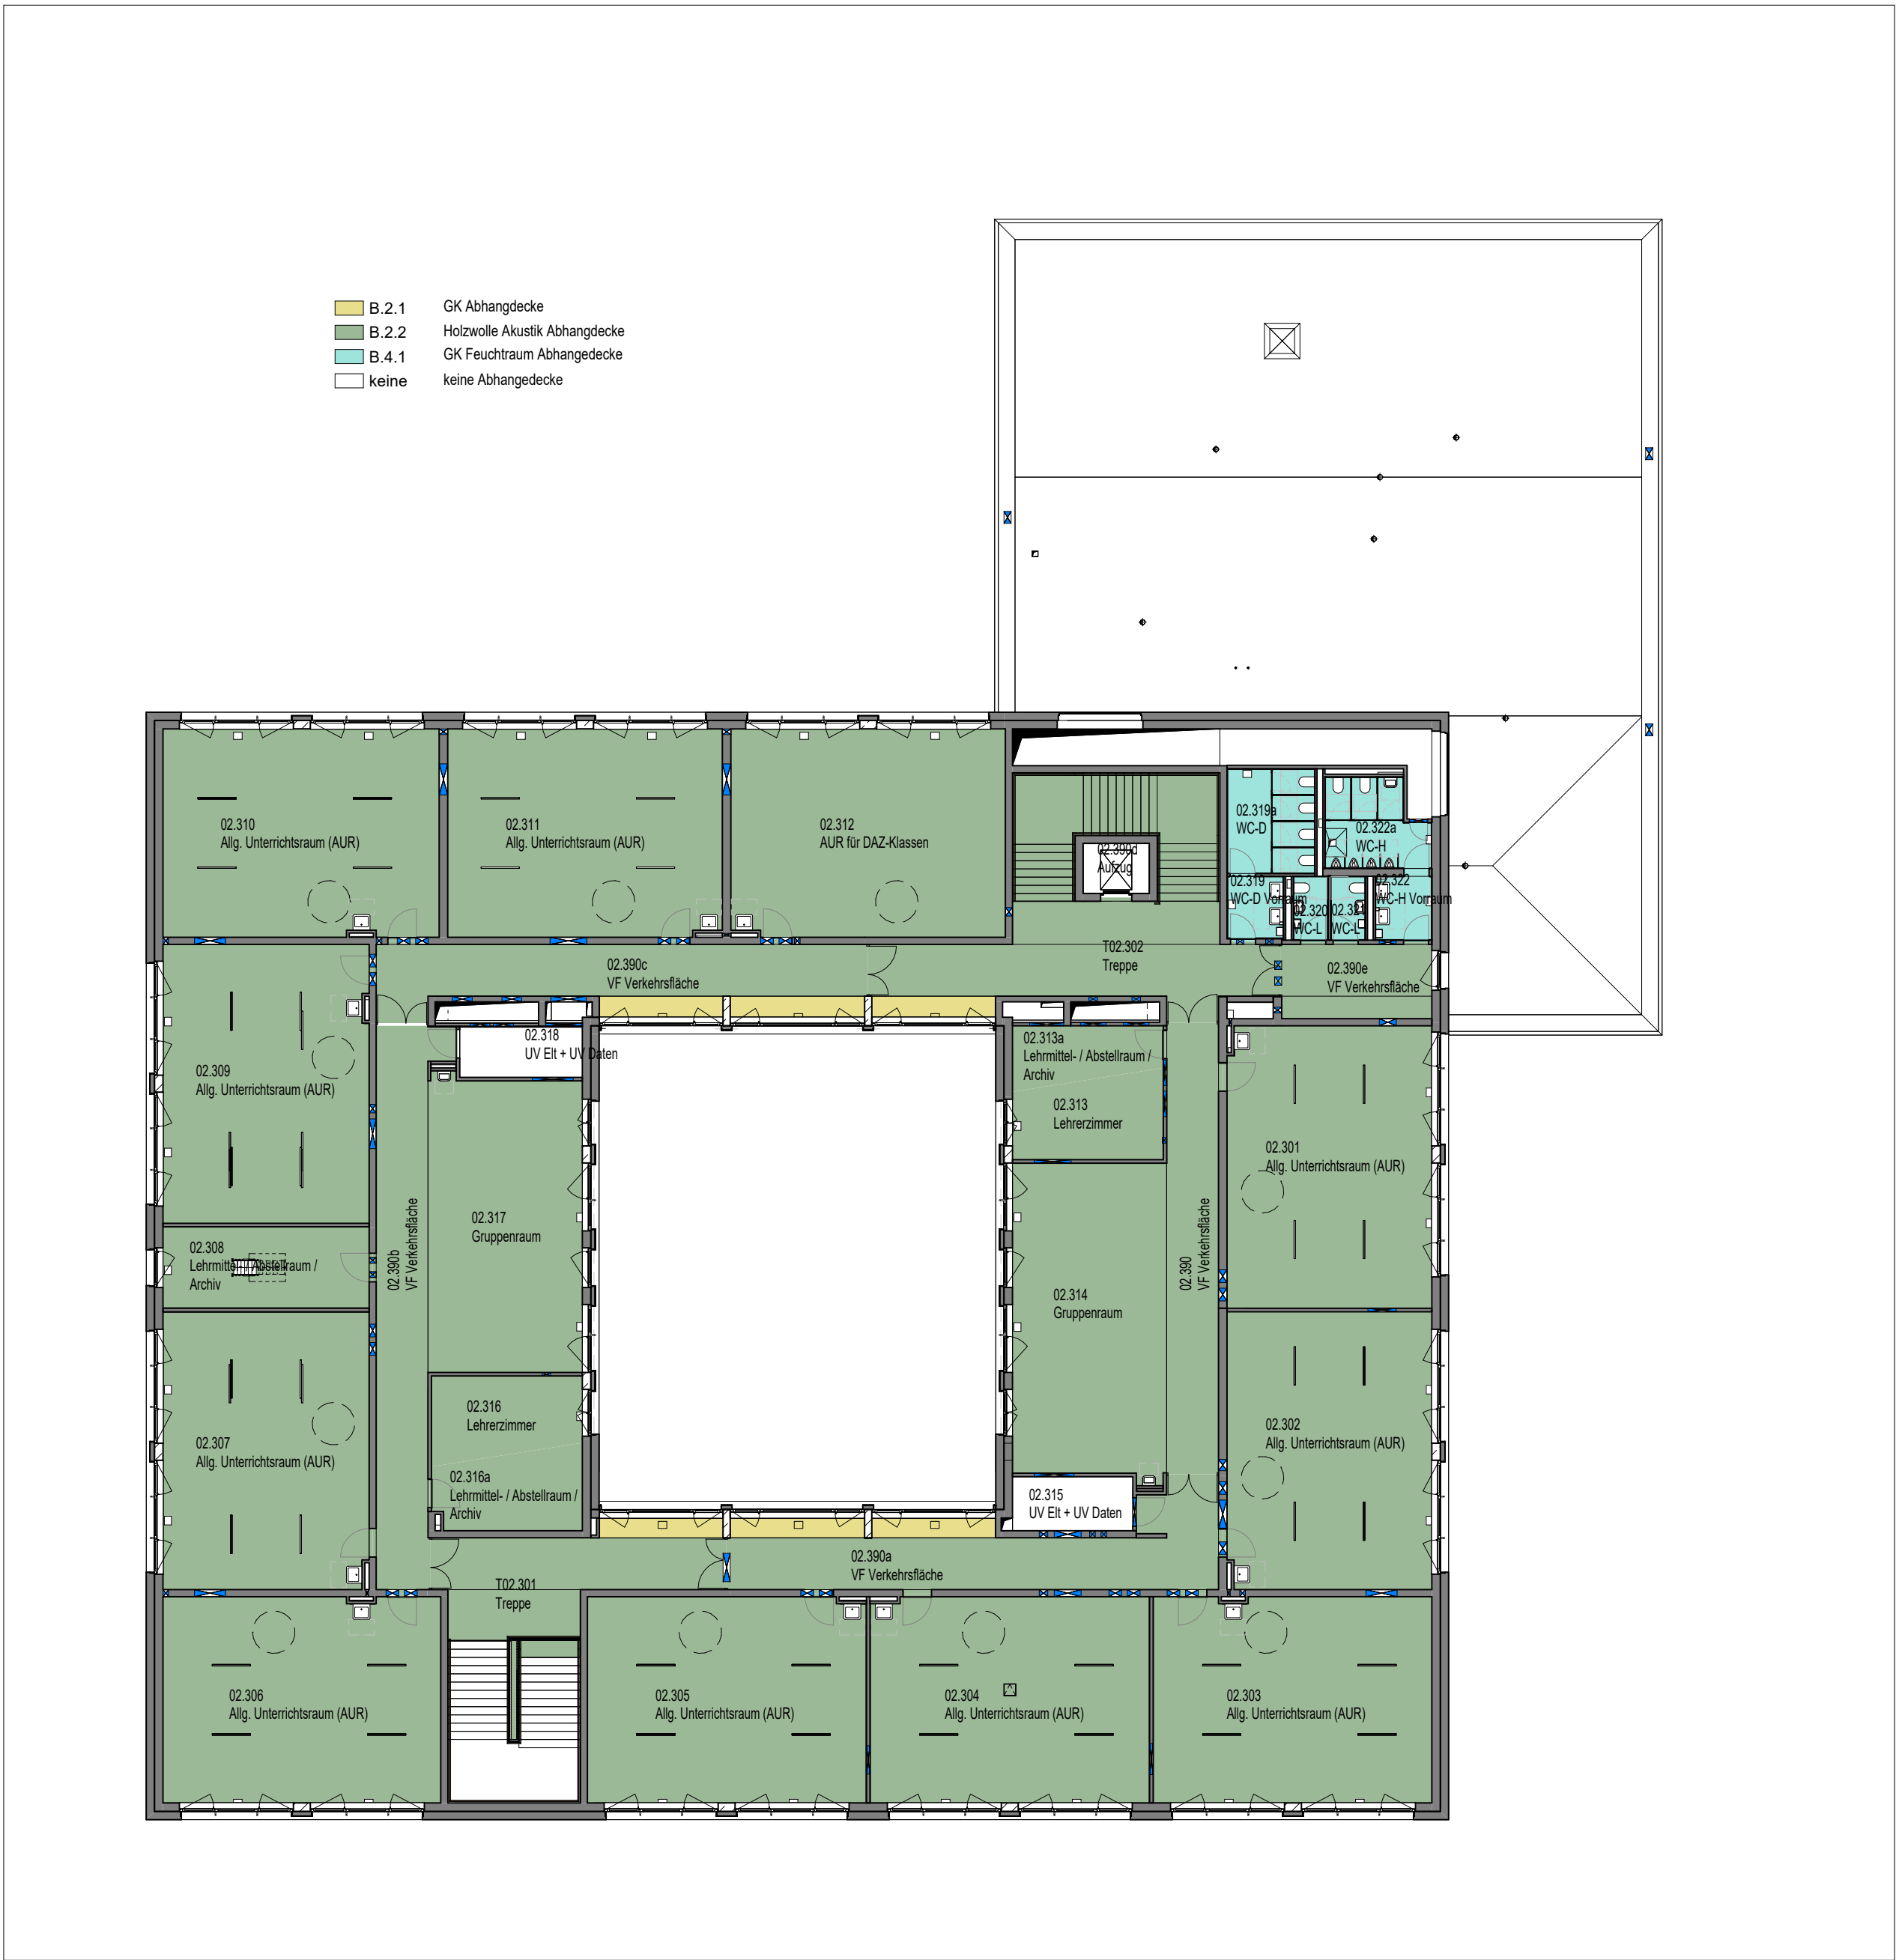 B.2.1 GK Abhangdecke
B.2.2 Holzwolle Akustik Abhangdecke
B.4.1 GK Feuchtraum Abhangedecke
keine keine Abhangedecke
02.310
Allg. Unterrichtsraum (AUR)
02.311
Allg. Unterrichtsraum (AUR)
02.312
AUR für DAZ-Klassen
02.390d
Aufzug
02.319a
WC-D
02.322a
WC-H
02.319
WC-D Vorraum
02.320
WC-L
02.321
WC-L
02.322
WC-H Vorraum
02.390c
VF Verkehrsfläche
T02.302
Treppe
02.390e
VF Verkehrsfläche
02.318
UV Elt + UV Daten
02.313a
Lehrmittel- / Abstellraum /
Archiv
02.309
Allg. Unterrichtsraum (AUR)
02.313
Lehrerzimmer
02.301
Allg. Unterrichtsraum (AUR)
02.317
Gruppenraum
02.308
Lehrmittel- / Abstellraum /
Archiv
02.390b
VF Verkehrsfläche
02.390
VF Verkehrsfläche
02.314
Gruppenraum
02.316
Lehrerzimmer
02.302
Allg. Unterrichtsraum (AUR)
02.307
Allg. Unterrichtsraum (AUR)
02.316a
Lehrmittel- / Abstellraum /
Archiv
02.315
UV Elt + UV Daten
02.390a
VF Verkehrsfläche
T02.301
Treppe
02.306
Allg. Unterrichtsraum (AUR)
02.305
Allg. Unterrichtsraum (AUR)
02.304
Allg. Unterrichtsraum (AUR)
02.303
Allg. Unterrichtsraum (AUR)